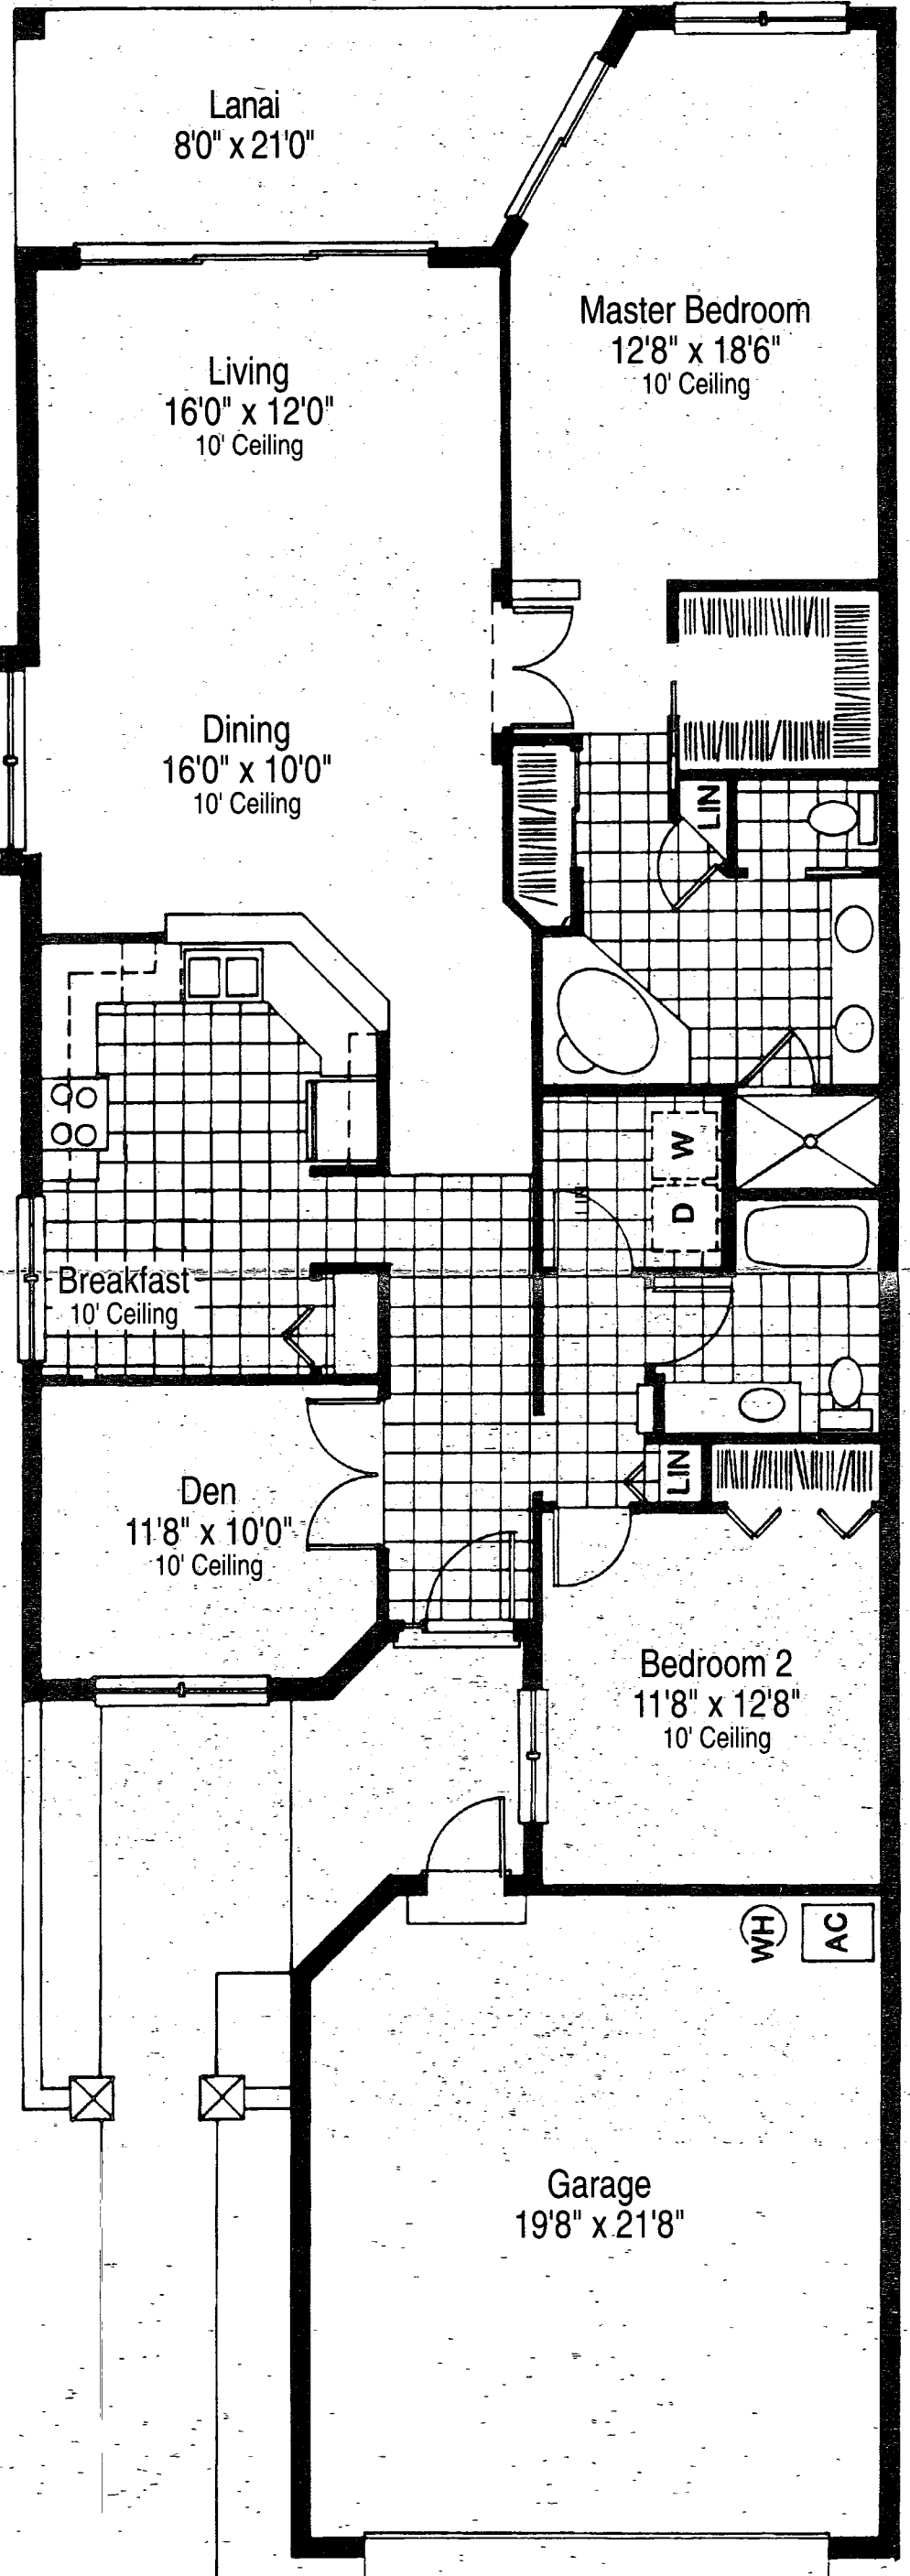 Lanai
8'0" x 21'0"
Master Bedroom
12'8" x 18'6"
10' Ceiling
Living
16'0" x 12'0"
10' Ceiling
Dining
16'0" x 10'0"
10' Ceiling
LIN
W
D
LIN
Breakfast
10' Ceiling
LIN
Den
11'8" x 10'0"
10' Ceiling
Bedroom 2
11'8" x 12'8"
10' Ceiling
WH
AC
Garage
19'8" x 21'8"